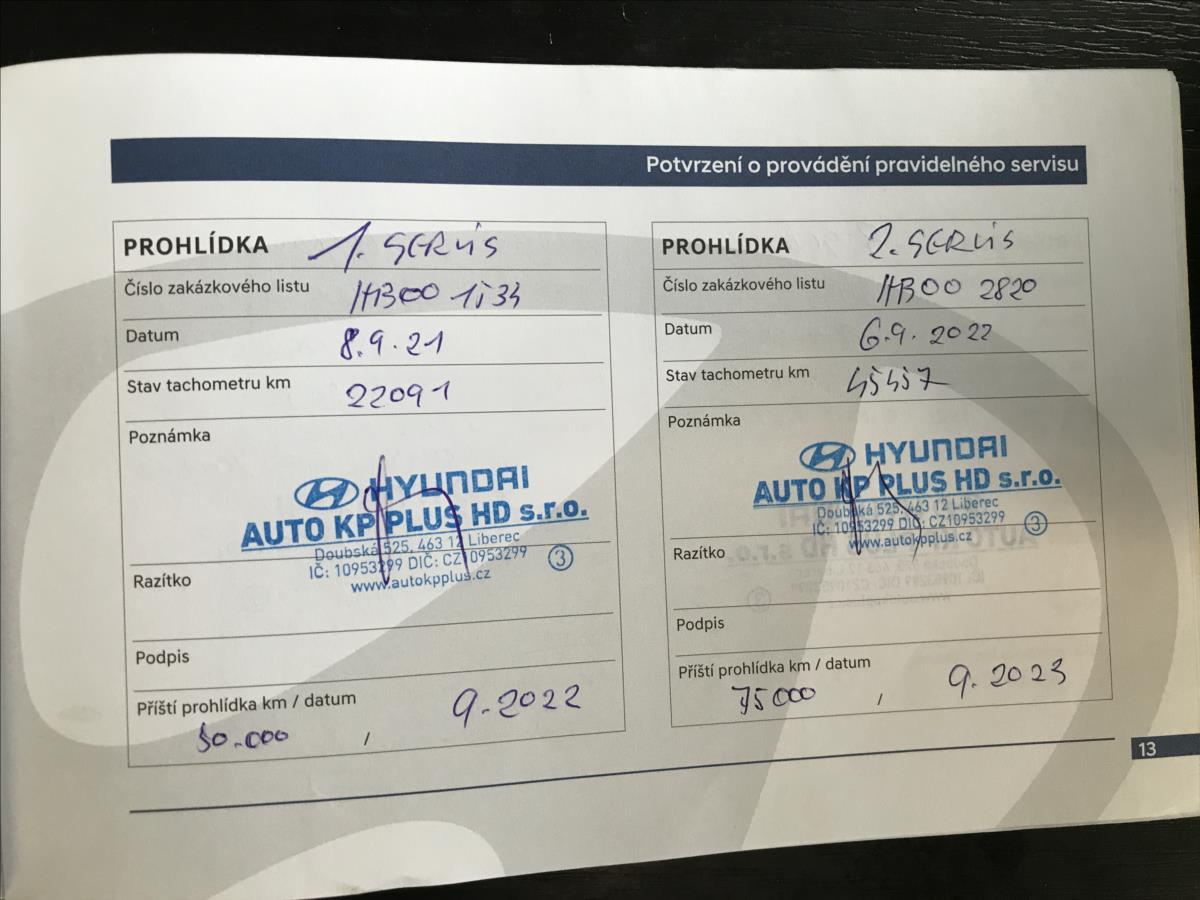 Potvrzení o provádění pravidelného servisu
PROHLÍDKA 1. SERVIS
Číslo zakázkového listu HB00 1534
Datum 8.9.21
Stav tachometru km 22091
Poznámka
HYUNDAI
AUTO KP PLUS HD s.r.o.
Doubská 525, 463 12 Liberec
IČ: 10953299 DIČ: CZ10953299
www.autokpplus.cz
3
Razítko
Podpis
Příští prohlídka km / datum
50.000 / 9.2022
PROHLÍDKA 2. SERVIS
Číslo zakázkového listu HB00 2820
Datum 6.9.2022
Stav tachometru km 45457
Poznámka
HYUNDAI
AUTO KP PLUS HD s.r.o.
Doubská 525, 463 12 Liberec
IČ: 10953299 DIČ: CZ10953299
www.autokpplus.cz
3
Razítko
Podpis
Příští prohlídka km / datum
75000 / 9.2023
13